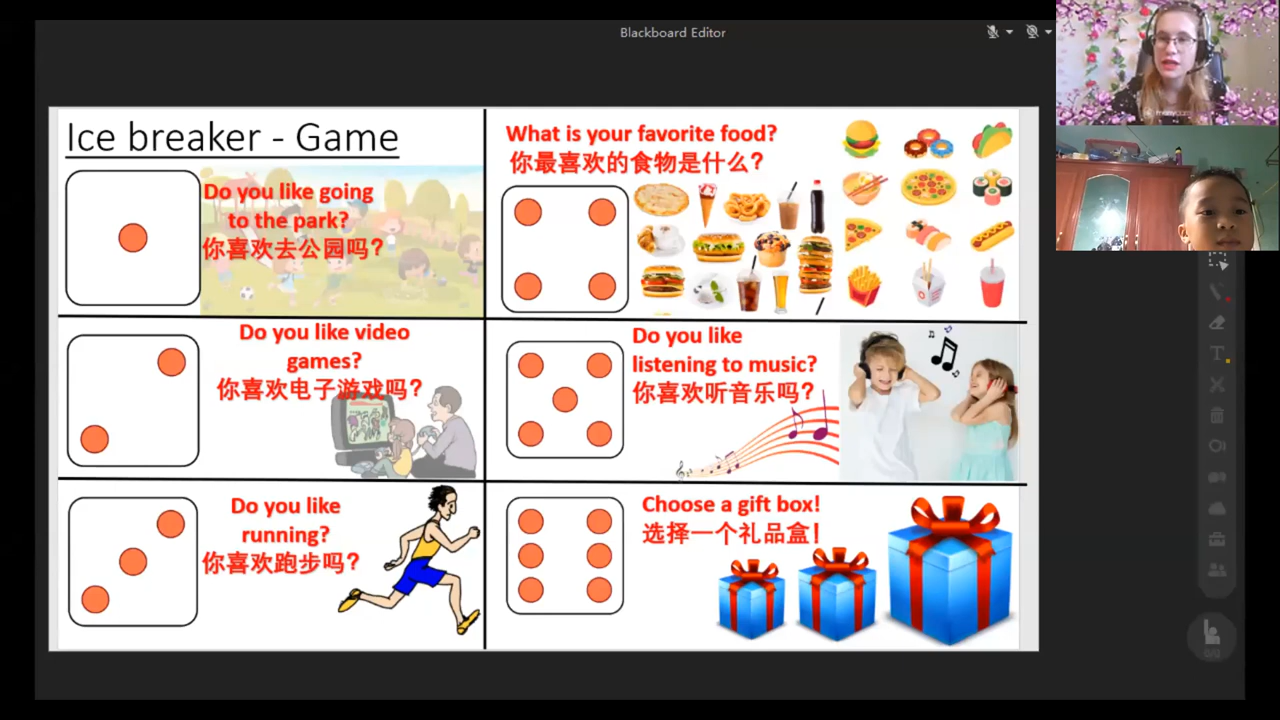 Blackboard Editor
Ice breaker - Game
Do you like going
to the park?
你喜欢去公园吗？
What is your favorite food?
你最喜欢的食物是什么？
Do you like video
games?
你喜欢电子游戏吗？
Do you like
listening to music?
你喜欢听音乐吗？
Do you like
running?
你喜欢跑步吗？
Choose a gift box!
选择一个礼品盒！
0/2